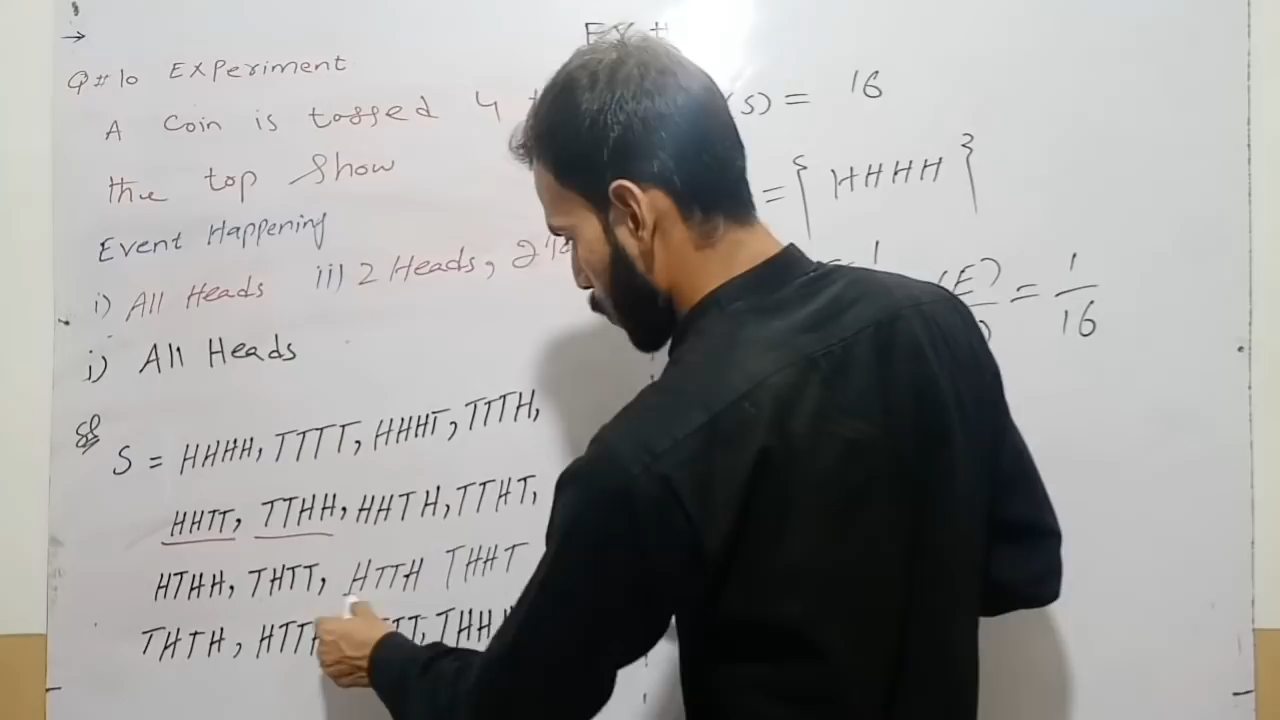 Q#10 Experiment
A Coin is tossed 4
the top show
Event Happening
i) All Heads ii) 2 Heads, 2
i) All Heads
S = HHHH, TTTT, HHHT, TTTH,
HHTT, TTHH, HHTH, TTHT,
HTHH, THTT, HTTH THHT
THTH,
(S) = 16
= { HHHH }
(E) = 1/16